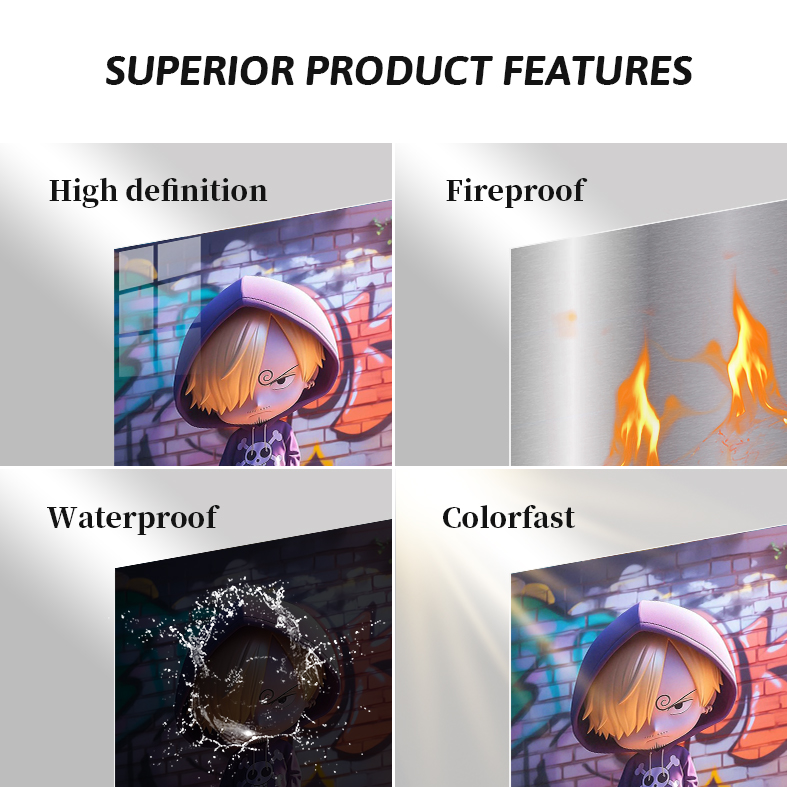 SUPERIOR PRODUCT FEATURES
High definition
Fireproof
Waterproof
Colorfast